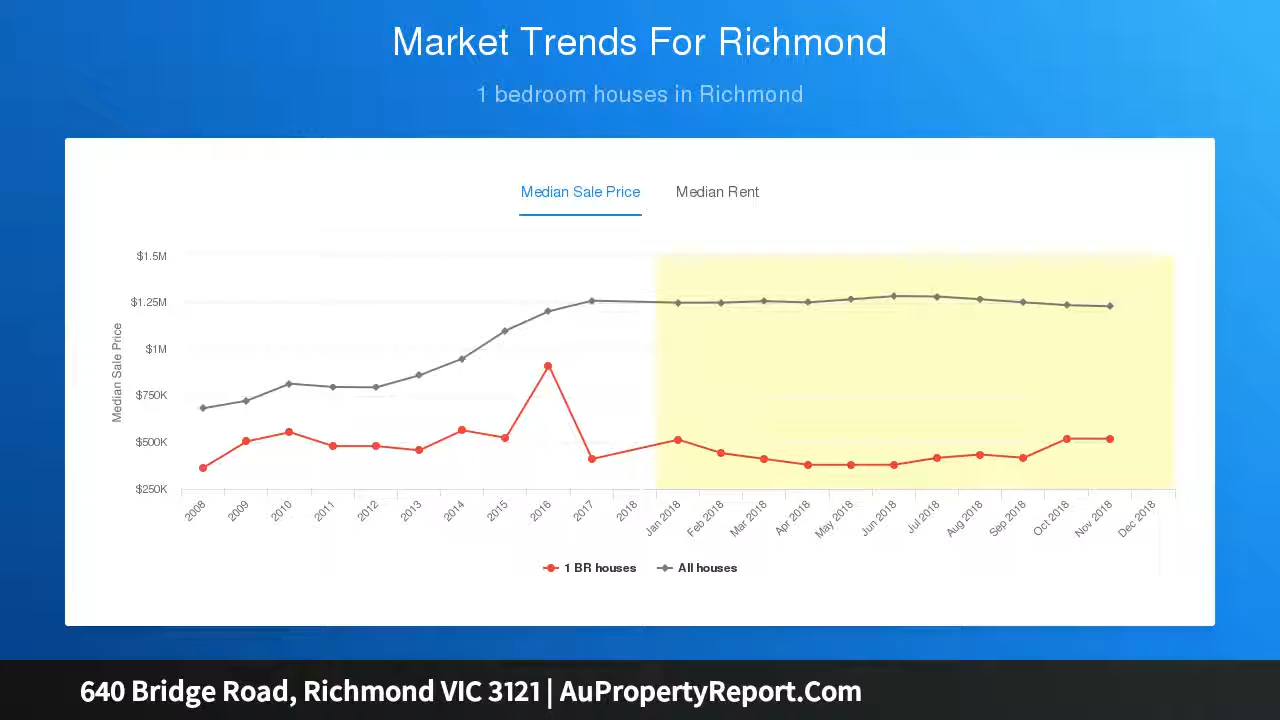 Market Trends For Richmond
1 bedroom houses in Richmond
Median Sale Price Median Rent
$1.5M
$1.25M
$1M
$750K
$500K
$250K
Median Sale Price
2008 2009 2010 2011 2012 2013 2014 2015 2016 2017 2018 Jan 2018 Feb 2018 Mar 2018 Apr 2018 May 2018 Jun 2018 Jul 2018 Aug 2018 Sep 2018 Oct 2018 Nov 2018 Dec 2018
1 BR houses All houses
640 Bridge Road, Richmond VIC 3121 | AuPropertyReport.Com